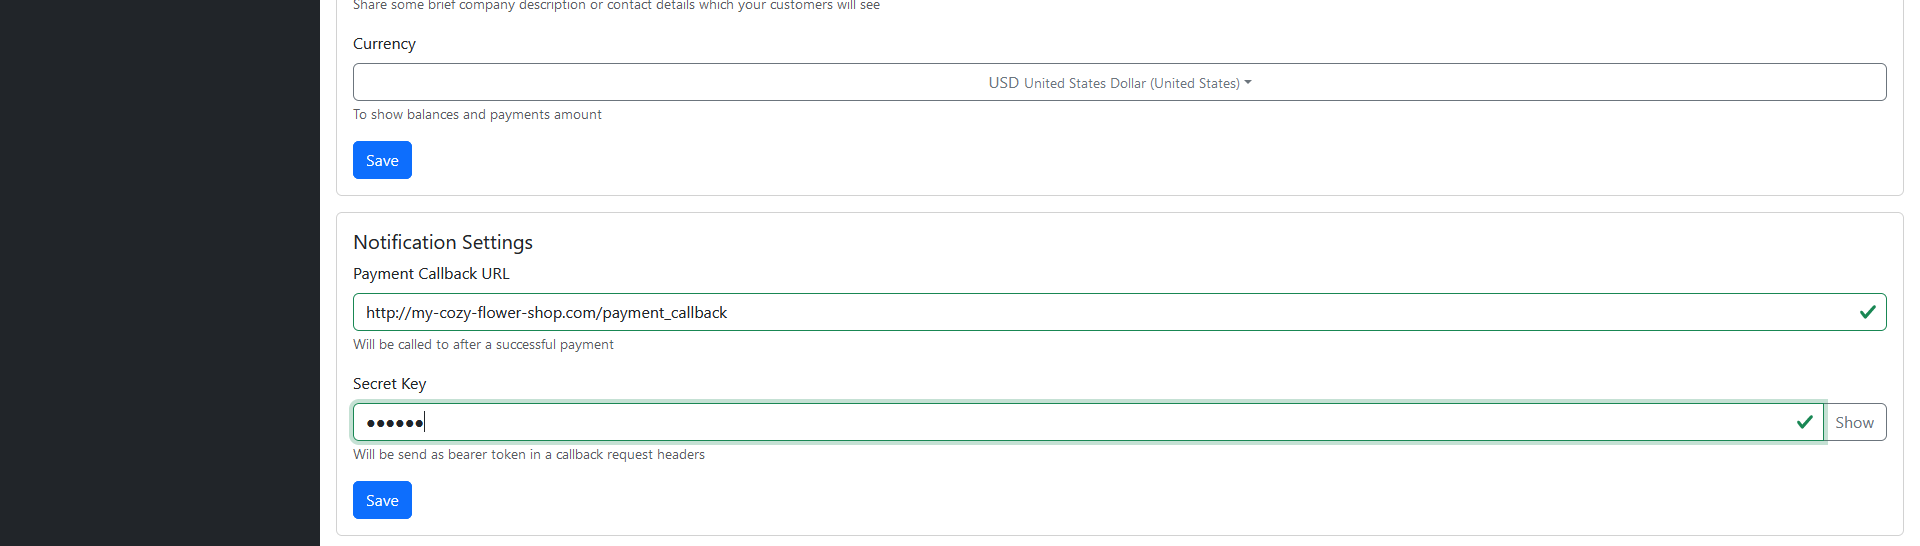 Share some brief company description or contact details which your customers will see
Currency
USD United States Dollar (United States)
To show balances and payments amount
Save
Notification Settings
Payment Callback URL
http://my-cozy-flower-shop.com/payment_callback
Will be called to after a successful payment
Secret Key
●●●●●●
Show
Will be send as bearer token in a callback request headers
Save